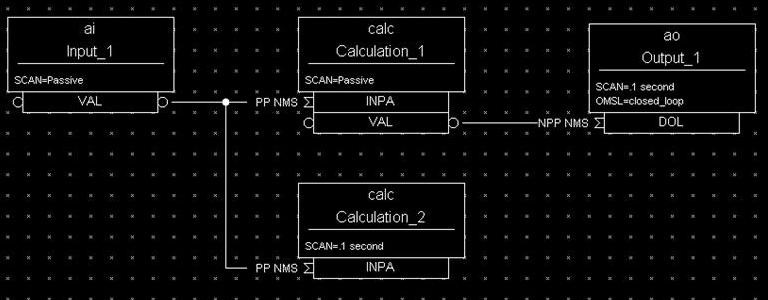 ai
Input_1
SCAN=Passive
VAL
calc
Calculation_1
SCAN=Passive
PP NMS
INPA
VAL
ao
Output_1
SCAN=.1 second
OMSL=closed_loop
NPP NMS
DOL
calc
Calculation_2
SCAN=.1 second
PP NMS
INPA